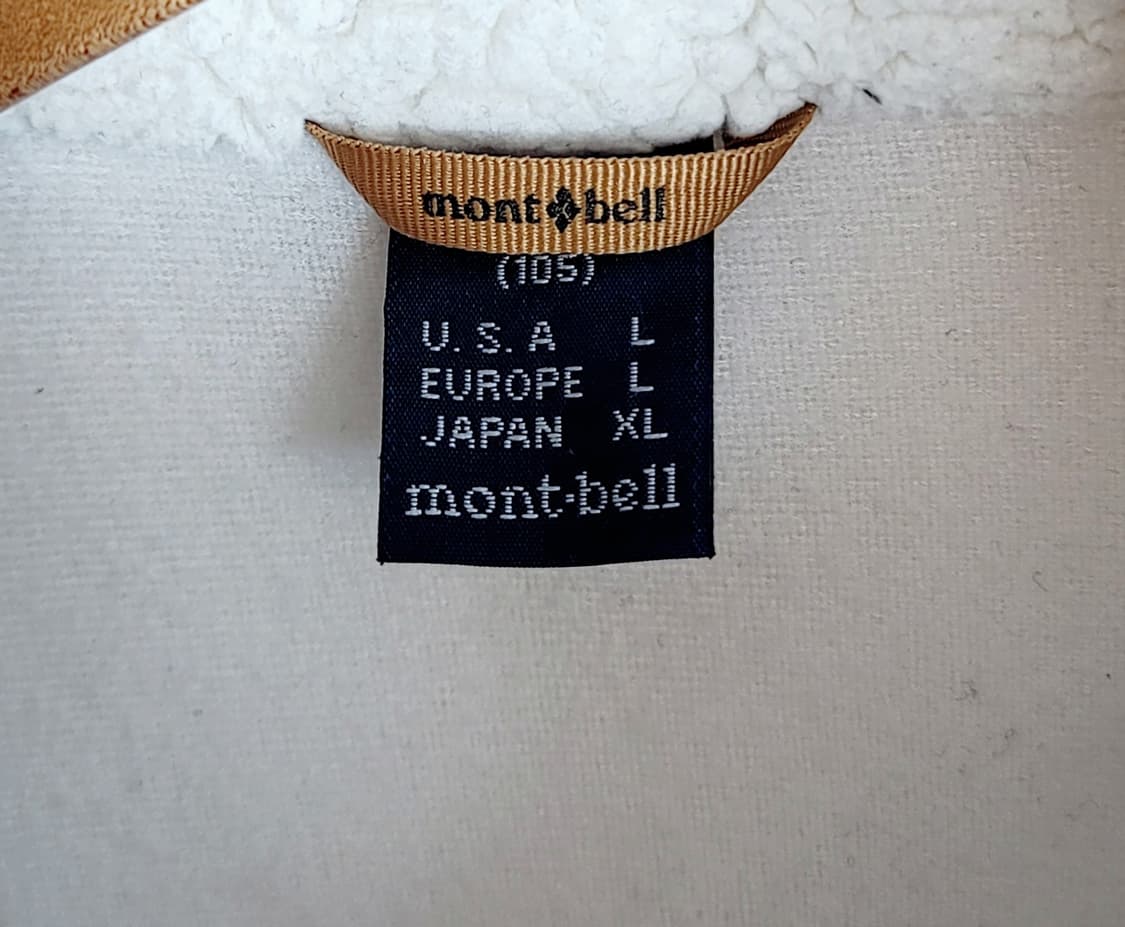 mont bell
(105)
U.S.A L
EUROPE L
JAPAN XL
mont-bell